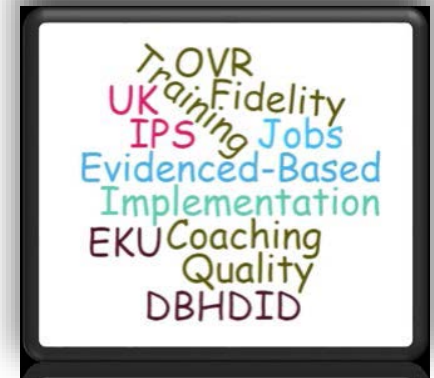 OVR
Training
Fidelity
UK
IPS
Jobs
Evidenced-Based
Implementation
EKU
Coaching
Quality
DBHDID